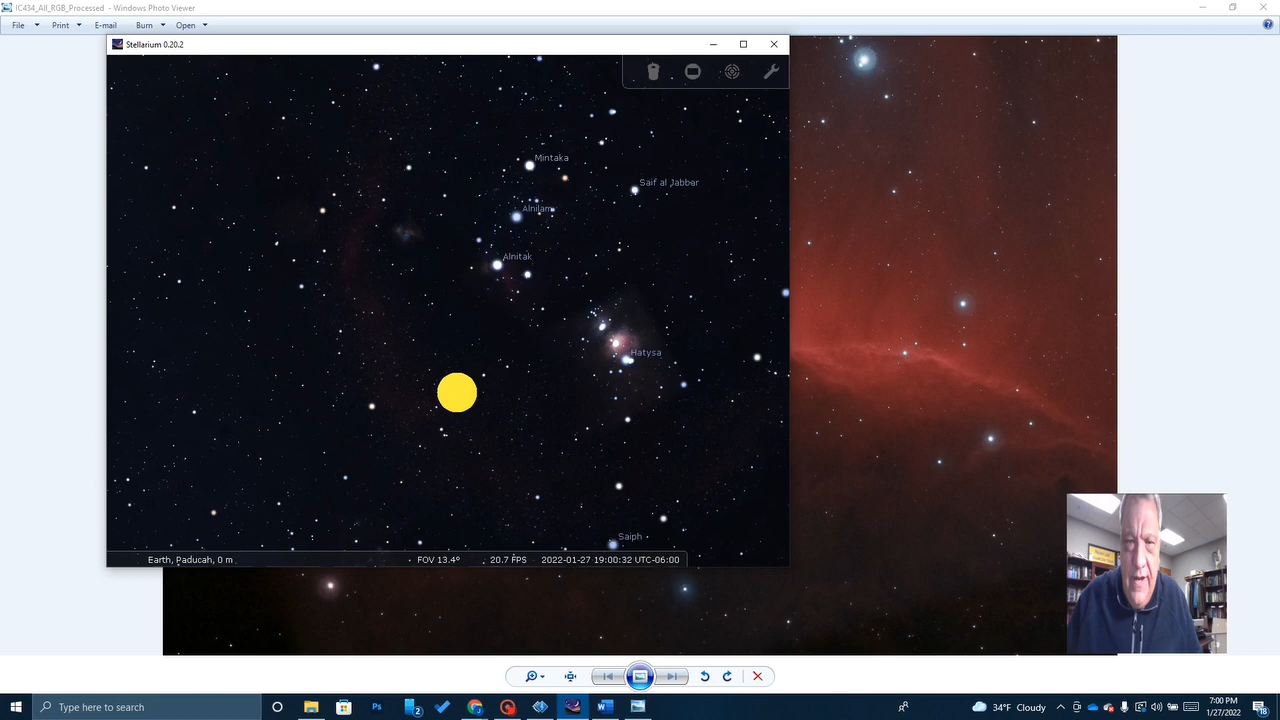 IC434_All_RGB_Processed - Windows Photo Viewer
File Print E-mail Burn Open
Stellarium 0.20.2
Mintaka
Saif al Jabbar
Alnilam
Alnitak
Hatysa
Saiph
Earth, Paducah, 0 m FOV 13.4° 20.7 FPS 2022-01-27 19:00:32 UTC-06:00
Type here to search
34°F Cloudy
7:00 PM
1/27/2022
18